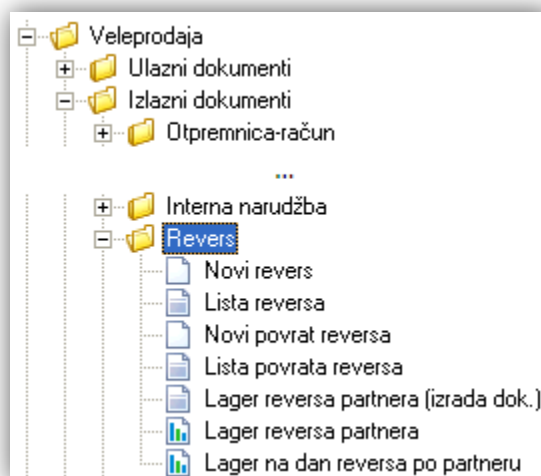 Veleprodaja
Ulazni dokumenti
Izlazni dokumenti
Otpremnica-račun
...
Interna narudžba
Revers
Novi revers
Lista reversa
Novi povrat reversa
Lista povrata reversa
Lager reversa partnera (izrada dok.)
Lager reversa partnera
Lager na dan reversa po partneru